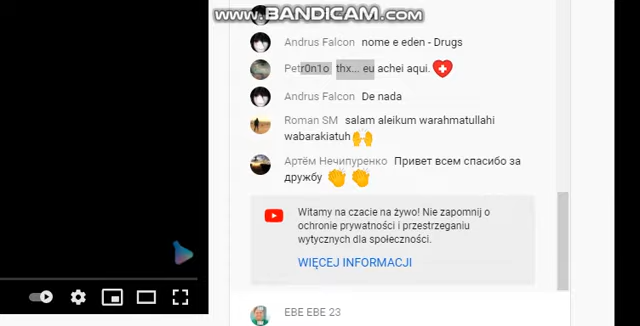 www.BANDICAM.com
Andrus Falcon nome e eden - Drugs
Petr0n1o thx... eu achei aqui.
Andrus Falcon De nada
Roman SM salam aleikum warahmatullahi
wabarakiatuh
Артём Нечипуренко Привет всем спасибо за
дружбу
Witamy na czacie na żywo! Nie zapomnij o
ochronie prywatności i przestrzeganiu
wytycznych dla społeczności.
WIĘCEJ INFORMACJI
EBE EBE 23